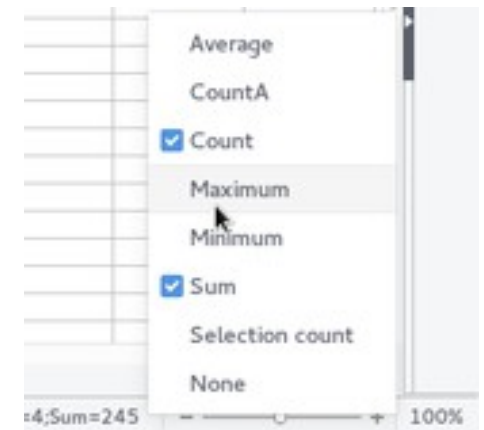 Average
CountA
Count
Maximum
Minimum
Sum
Selection count
None
=4;Sum=245 − + 100%